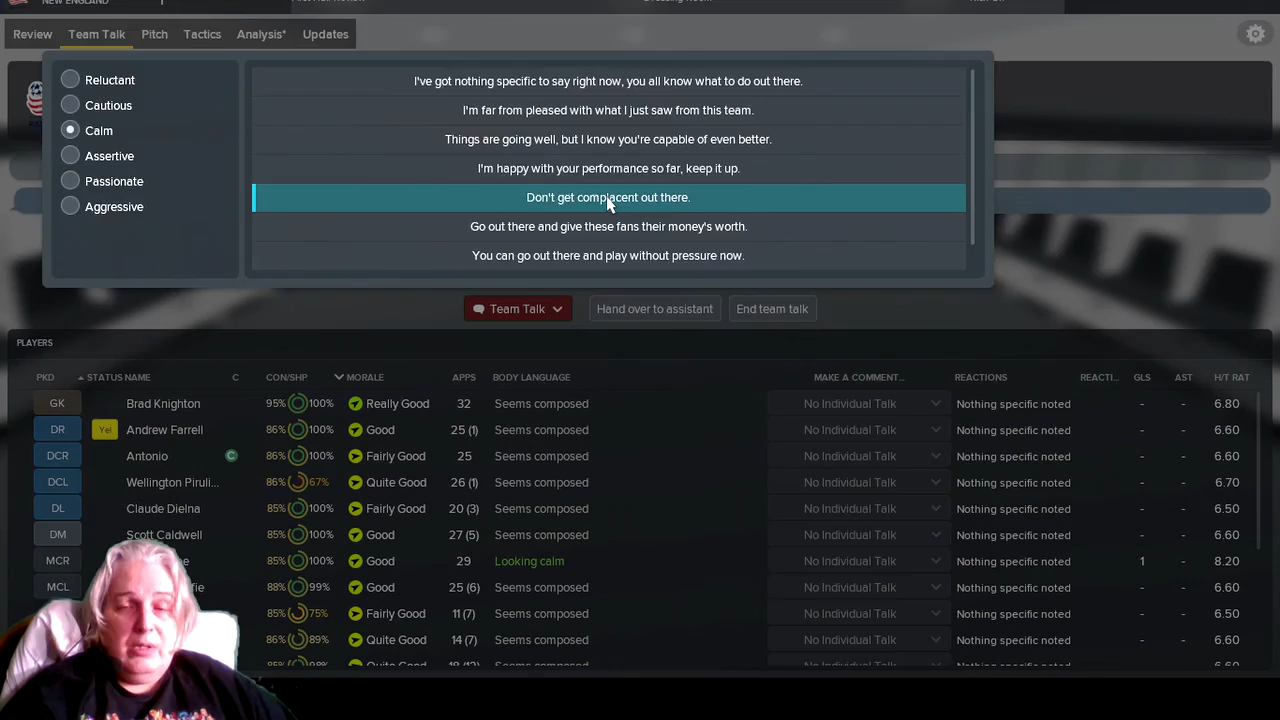 NEW ENGLAND
Review Team Talk Pitch Tactics Analysis* Updates
Reluctant
Cautious
Calm
Assertive
Passionate
Aggressive
I've got nothing specific to say right now, you all know what to do out there.
I'm far from pleased with what I just saw from this team.
Things are going well, but I know you're capable of even better.
I'm happy with your performance so far, keep it up.
Don't get complacent out there.
Go out there and give these fans their money's worth.
You can go out there and play without pressure now.
Team Talk Hand over to assistant End team talk
PLAYERS
PKD STATUS NAME C CON/SHP MORALE APPS BODY LANGUAGE MAKE A COMMENT... REACTIONS REACTI... GLS AST H/T RAT
GK Brad Knighton 95% 100% Really Good 32 Seems composed No Individual Talk Nothing specific noted - - 6.80
DR Yel Andrew Farrell 86% 100% Good 25 (1) Seems composed No Individual Talk Nothing specific noted - - 6.60
DCR Antonio C 86% 100% Fairly Good 25 Seems composed No Individual Talk Nothing specific noted - - 6.60
DCL Wellington Piruli... 86% 67% Quite Good 26 (1) Seems composed No Individual Talk Nothing specific noted - - 6.70
DL Claude Dielna 85% 100% Fairly Good 20 (3) Seems composed No Individual Talk Nothing specific noted - - 6.50
DM Scott Caldwell 85% 100% Good 27 (5) Seems composed No Individual Talk Nothing specific noted - - 6.60
MCR 85% 100% Good 29 Looking calm No Individual Talk Nothing specific noted 1 - 8.20
MCL 88% 99% Good 25 (6) Seems composed No Individual Talk Nothing specific noted - - 6.60
85% 75% Fairly Good 11 (7) Seems composed No Individual Talk Nothing specific noted - - 6.50
86% 89% Quite Good 14 (7) Seems composed No Individual Talk Nothing specific noted - - 6.60